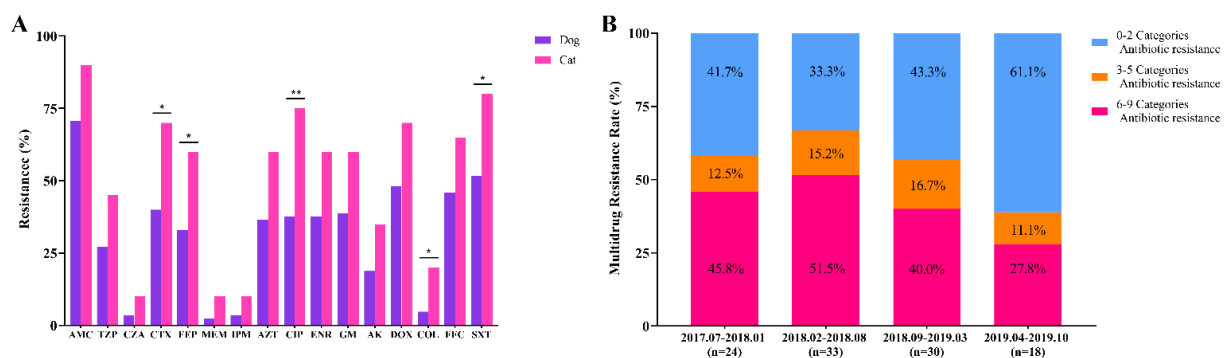 A
B
100
75
50
25
0
Resistancec (%)
Dog
Cat
*
*
**
*
*
AMC TZP CZA CTX FEP MEM IPM AZT CIP ENR GM AK DOX COL FFC SXT
100
75
50
25
0
Multidrug Resistance Rate (%)
41.7% 33.3% 43.3% 61.1%
12.5% 15.2% 16.7% 11.1%
45.8% 51.5% 40.0% 27.8%
2017.07-2018.01 2018.02-2018.08 2018.09-2019.03 2019.04-2019.10
(n=24) (n=33) (n=30) (n=18)
0-2 Categories
Antibiotic resistance
3-5 Categories
Antibiotic resistance
6-9 Categories
Antibiotic resistance